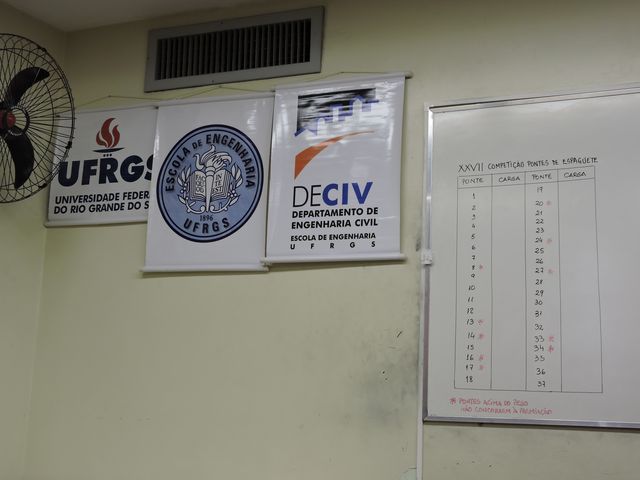 UFRGS
UNIVERSIDADE FEDER
DO RIO GRANDE DO S
ESCOLA DE ENGENHARIA
1896
UFRGS
DECIV
DEPARTAMENTO DE
ENGENHARIA CIVIL
ESCOLA DE ENGENHARIA
UFRGS
XXVII COMPETIÇÃO PONTES DE ESPAGUETE
PONTE CARGA PONTE CARGA
1 19
2 20 *
3 21
4 22
5 23
6 24 *
7 25
8 * 26
9 27 *
10 28
11 29
12 30
13 * 31
14 * 32
15 33 *
16 * 34 *
17 * 35
18 36
37
* PONTES ACIMA DO PESO
NÃO CONCORREM À PREMIAÇÃO